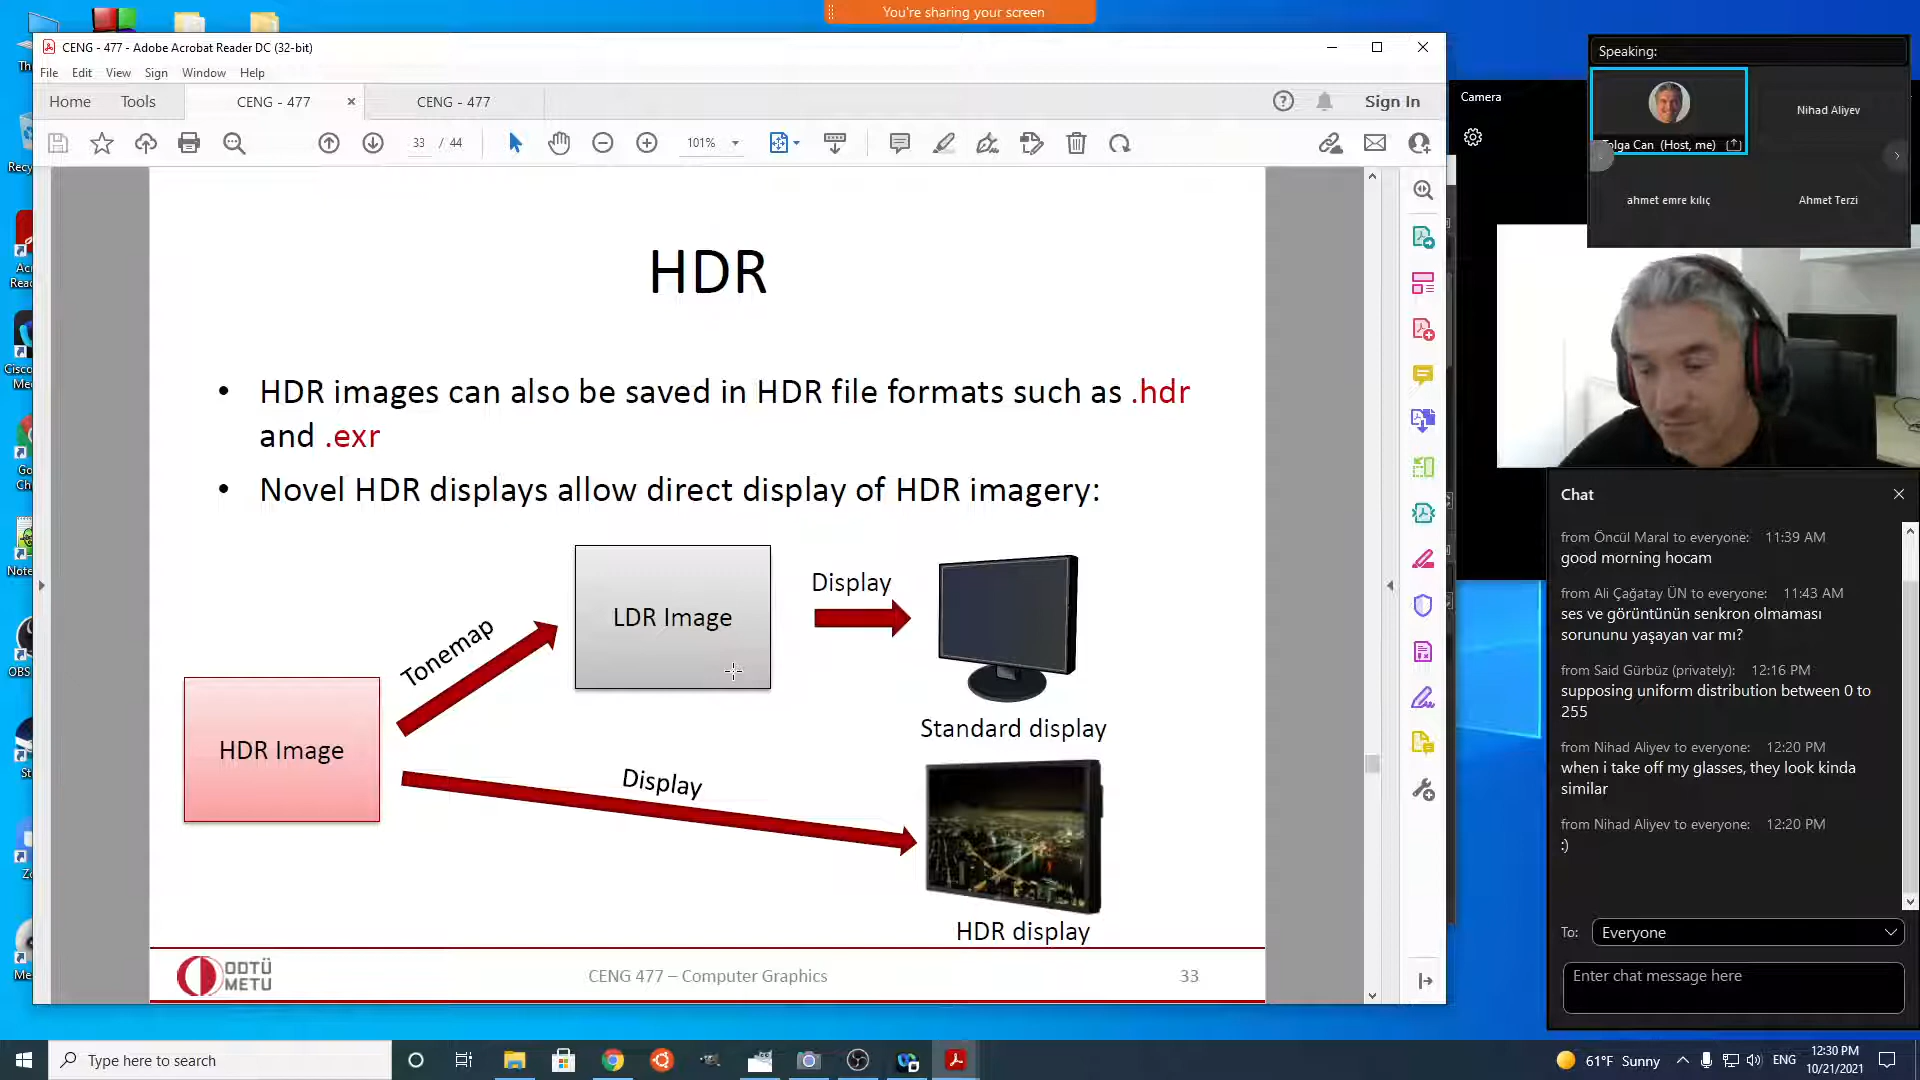 You're sharing your screen
CENG - 477 - Adobe Acrobat Reader DC (32-bit)
File Edit View Sign Window Help
Home Tools CENG - 477 CENG - 477 Sign In
33 / 44 101%
HDR
• HDR images can also be saved in HDR file formats such as .hdr
and .exr
• Novel HDR displays allow direct display of HDR imagery:
Tonemap
LDR Image
Display
Standard display
HDR Image
Display
HDR display
ODTÜ
METU
CENG 477 – Computer Graphics
33
Speaking:
Tolga Can (Host, me)
Nihad Aliyev
ahmet emre kılıç
Ahmet Terzi
Camera
Chat
from Öncül Maral to everyone: 11:39 AM
good morning hocam
from Ali Çağatay ÜN to everyone: 11:43 AM
ses ve görüntünün senkron olmaması
sorununu yaşayan var mı?
from Said Gürbüz (privately): 12:16 PM
supposing uniform distribution between 0 to
255
from Nihad Aliyev to everyone: 12:20 PM
when i take off my glasses, they look kinda
similar
from Nihad Aliyev to everyone: 12:20 PM
:)
To: Everyone
Enter chat message here
Type here to search
61°F Sunny
ENG
12:30 PM
10/21/2021